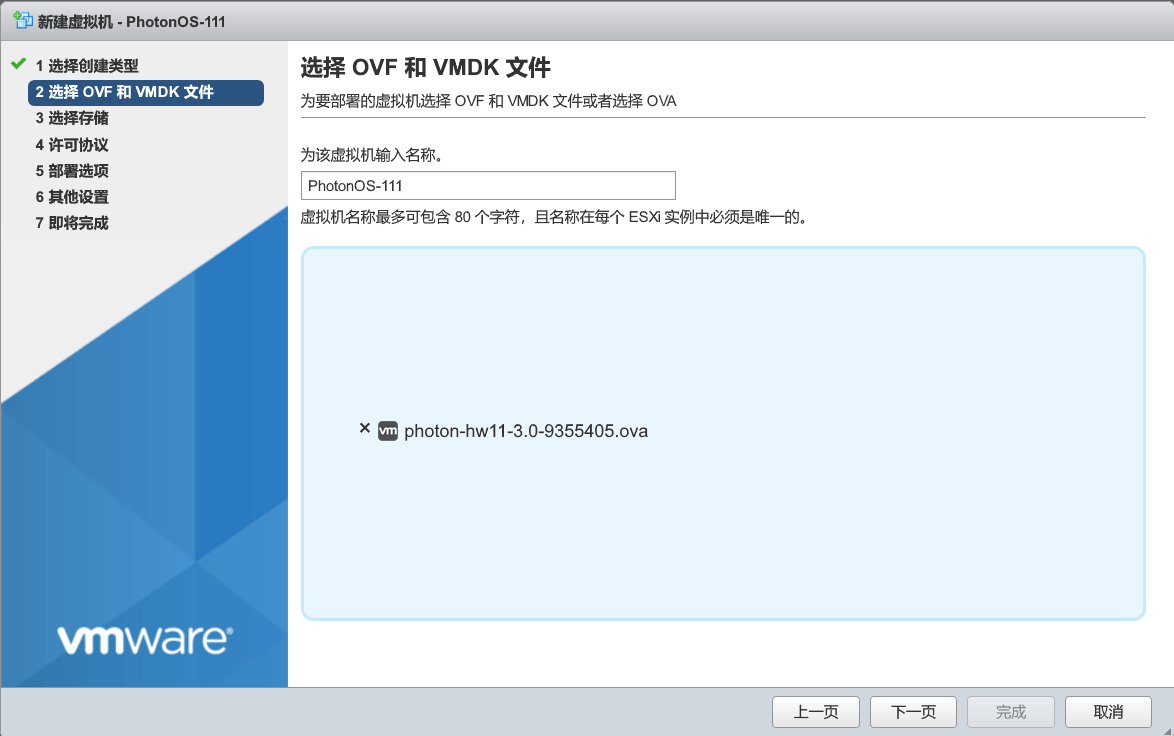 新建虚拟机 - PhotonOS-111
1 选择创建类型
2 选择 OVF 和 VMDK 文件
3 选择存储
4 许可协议
5 部署选项
6 其他设置
7 即将完成
vmware®
选择 OVF 和 VMDK 文件
为要部署的虚拟机选择 OVF 和 VMDK 文件或者选择 OVA
为该虚拟机输入名称。
PhotonOS-111
虚拟机名称最多可包含 80 个字符，且名称在每个 ESXi 实例中必须是唯一的。
× vm photon-hw11-3.0-9355405.ova
上一页 下一页 完成 取消